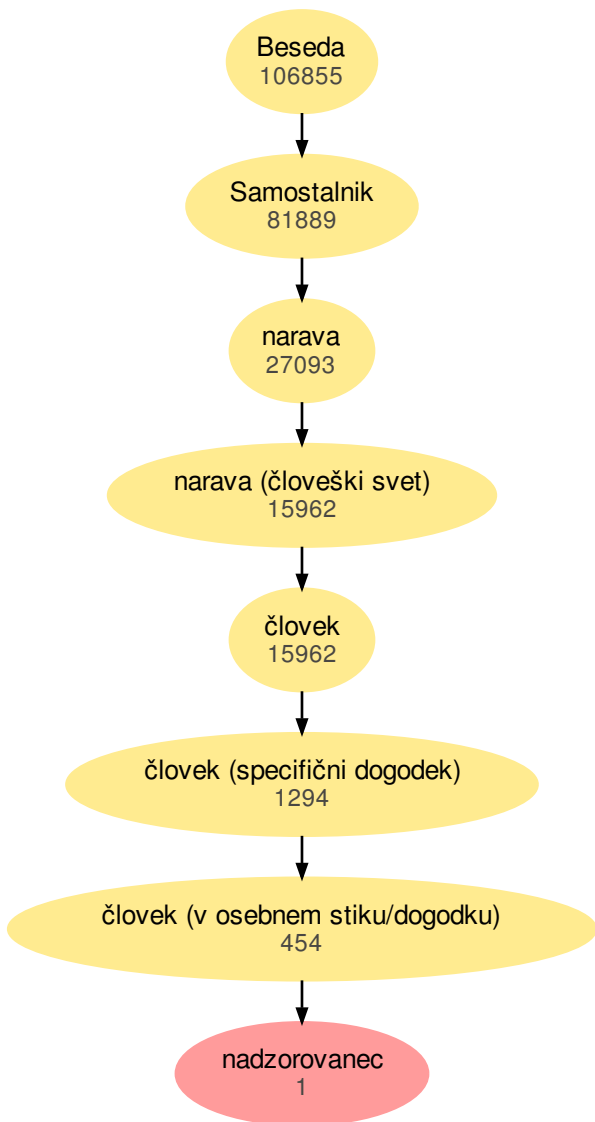 Beseda
106855
Samostalnik
81889
narava
27093
narava (človeški svet)
15962
človek
15962
človek (specifični dogodek)
1294
človek (v osebnem stiku/dogodku)
454
nadzorovanec
1